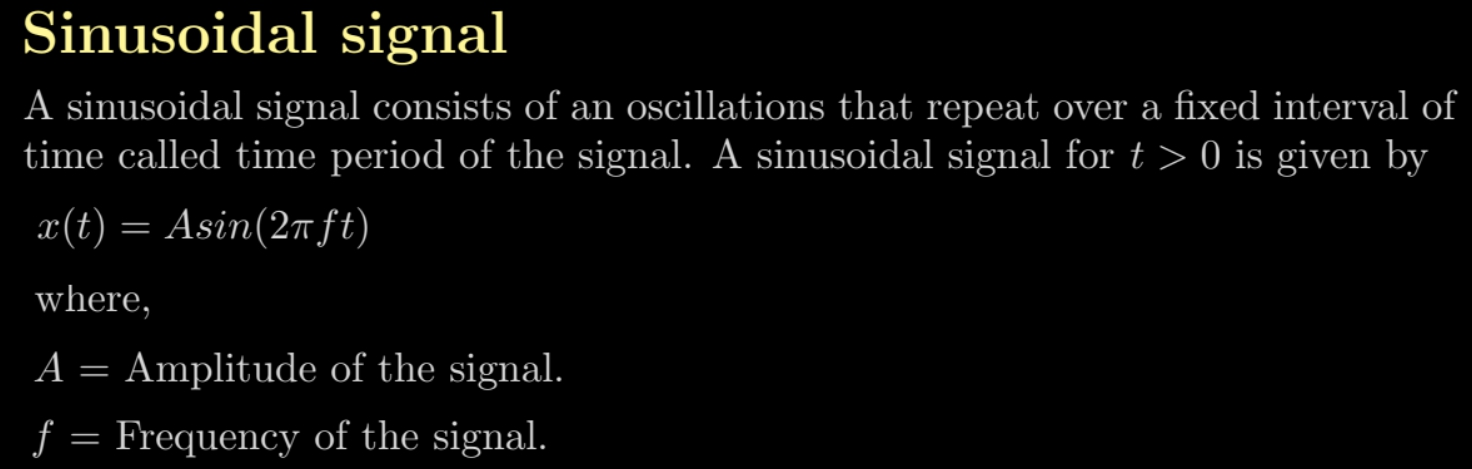 Sinusoidal signal
A sinusoidal signal consists of an oscillations that repeat over a fixed interval of
time called time period of the signal. A sinusoidal signal for t > 0 is given by
x(t) = Asin(2πft)
where,
A = Amplitude of the signal.
f = Frequency of the signal.